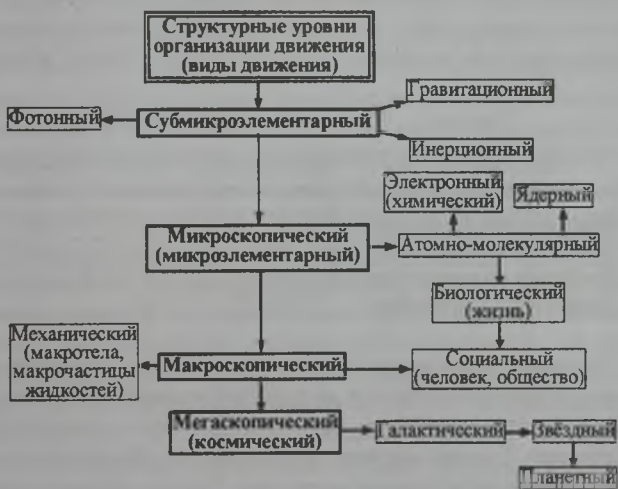 Структурные уровни
организации движения
(виды движения)
Гравитационный
Фотонный
Субмикроэлементарный
Инерционный
Электронный
(химический)
Ядерный
Микроскопический
(микроэлементарный)
Атомно-молекулярный
Биологический
(жизнь)
Механический
(макротела,
макрочастицы
жидкостей)
Макроскопический
Социальный
(человек, общество)
Мегаскопический
(космический)
Галактический
Звёздный
Планетный